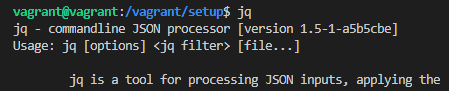 vagrant@vagrant:/vagrant/setup$ jq
jq - commandline JSON processor [version 1.5-1-a5b5cbe]
Usage: jq [options] <jq filter> [file...]
jq is a tool for processing JSON inputs, applying the